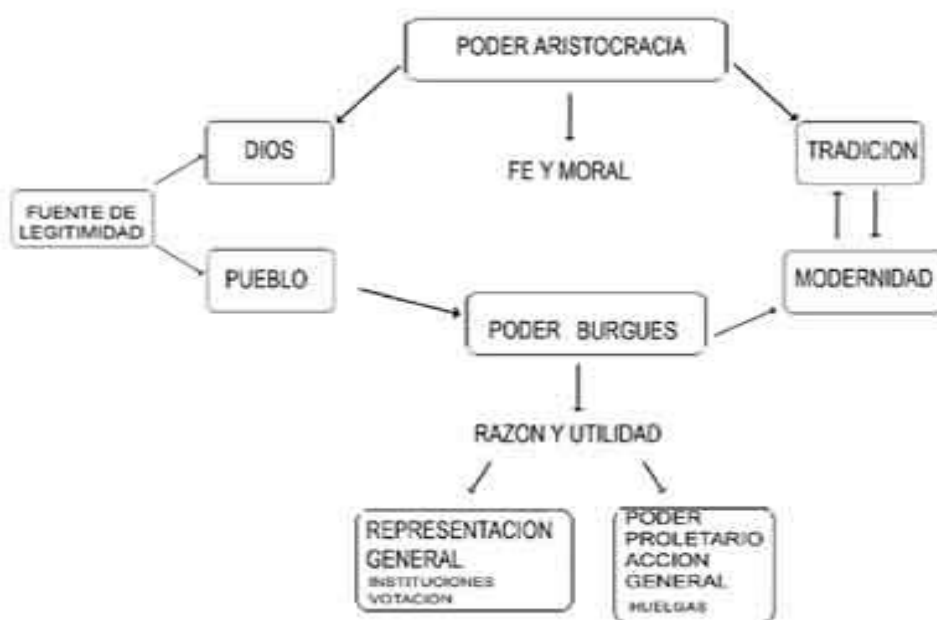 PODER ARISTOCRACIA
DIOS
FE Y MORAL
TRADICION
FUENTE DE
LEGITIMIDAD
PUEBLO
MODERNIDAD
PODER BURGUES
RAZON Y UTILIDAD
REPRESENTACION
GENERAL
INSTITUCIONES
VOTACION
PODER
PROLETARIO
ACCION
GENERAL
HUELGAS